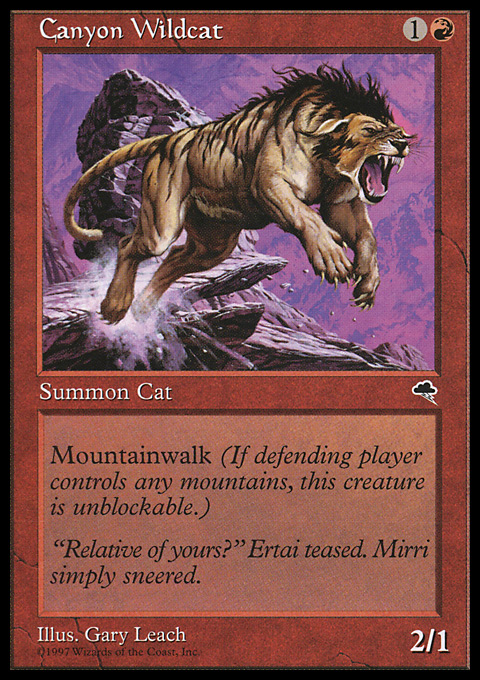 Canyon Wildcat 1
Summon Cat
Mountainwalk (If defending player
controls any mountains, this creature
is unblockable.)
“Relative of yours?” Ertai teased. Mirri
simply sneered.
Illus. Gary Leach
©1997 Wizards of the Coast, Inc.
2/1